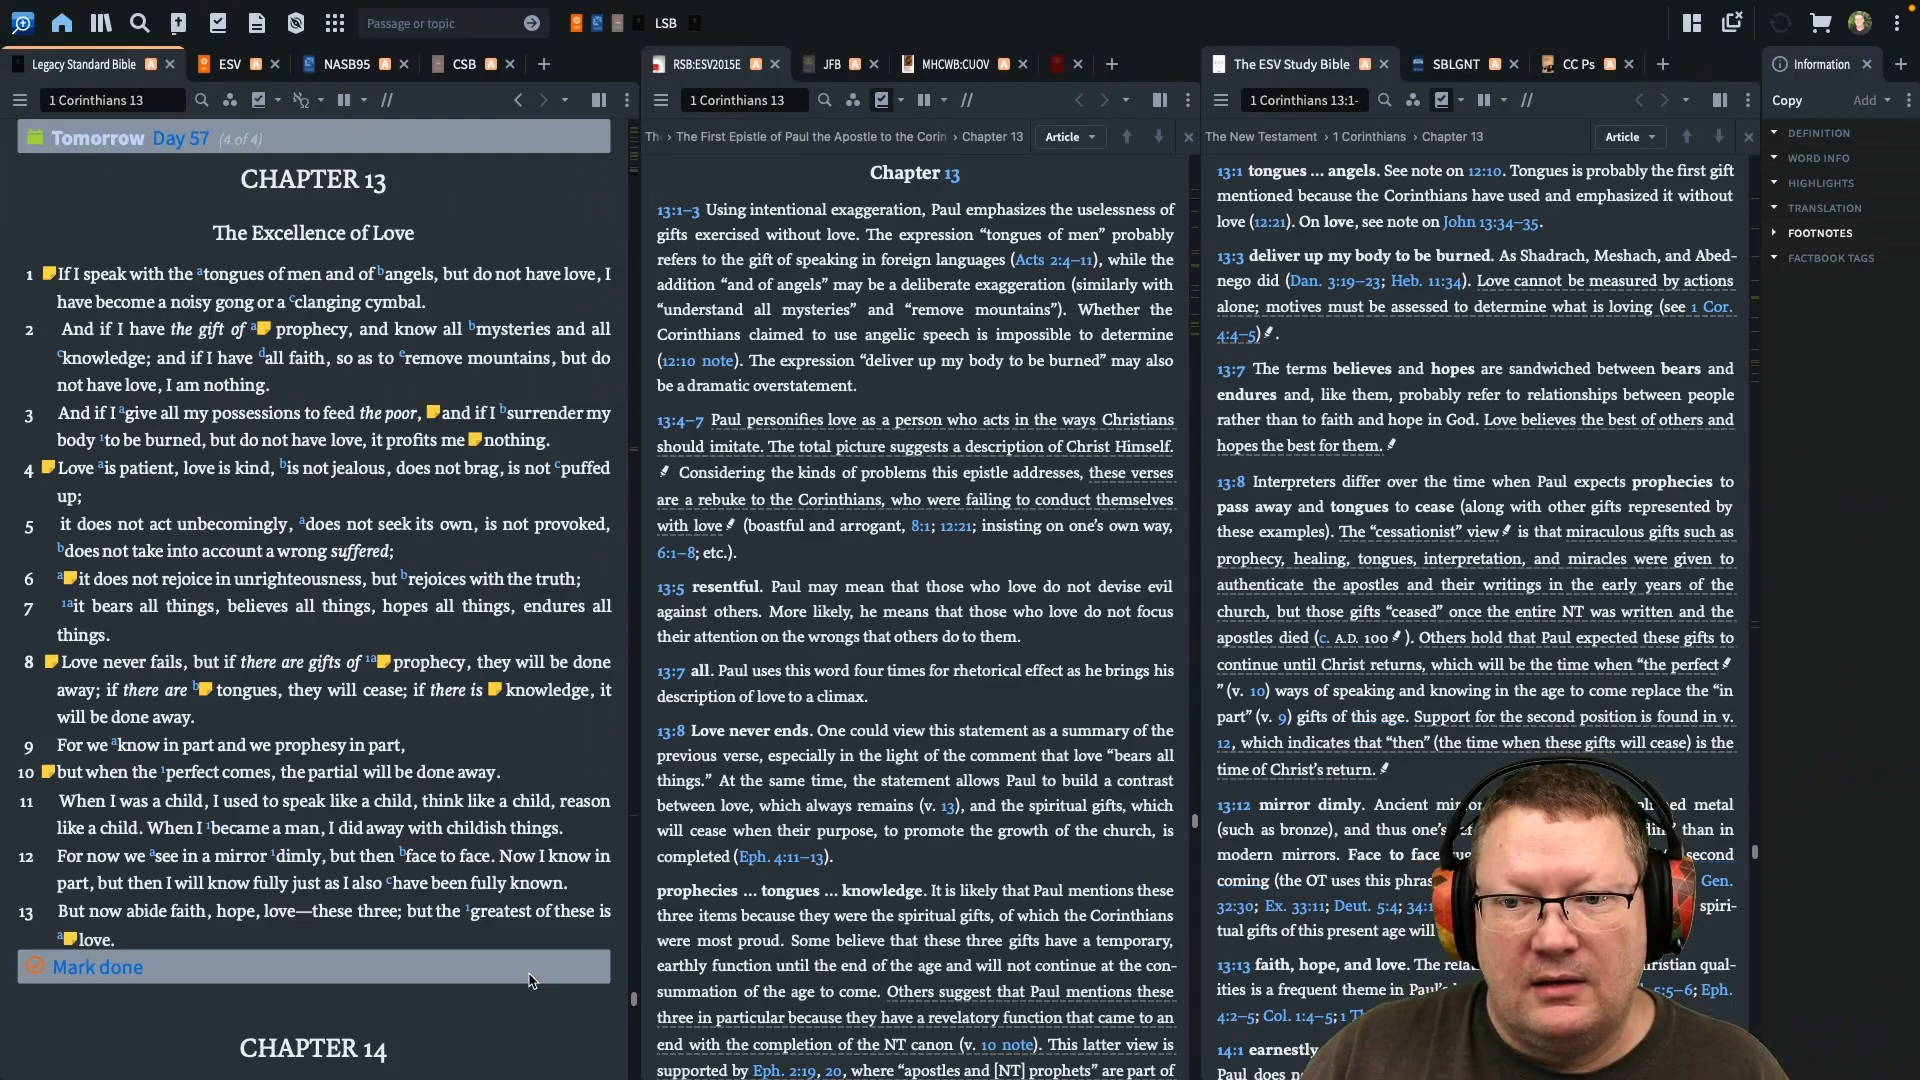 Passage or topic
LSB
Legacy Standard Bible A
ESV A
NASB95 A
CSB A
RSB:ESV2015E A
JFB A
MHCWB:CUOV A
The ESV Study Bible A
SBLGNT A
CC Ps A
Information
1 Corinthians 13
1 Corinthians 13
1 Corinthians 13:1-
Copy
Add
DEFINITION
WORD INFO
HIGHLIGHTS
TRANSLATION
FOOTNOTES
FACTBOOK TAGS
Tomorrow Day 57 (4 of 4)
CHAPTER 13
The Excellence of Love
1 If I speak with the a tongues of men and of b angels, but do not have love, I
have become a noisy gong or a c clanging cymbal.
2 And if I have the gift of a prophecy, and know all b mysteries and all
c knowledge; and if I have d all faith, so as to e remove mountains, but do
not have love, I am nothing.
3 And if I a give all my possessions to feed the poor, and if I b surrender my
body 1 to be burned, but do not have love, it profits me nothing.
4 Love a is patient, love is kind, b is not jealous, does not brag, is not c puffed
up;
5 it does not act unbecomingly, a does not seek its own, is not provoked,
b does not take into account a wrong suffered;
6 a it does not rejoice in unrighteousness, but b rejoices with the truth;
7 1a it bears all things, believes all things, hopes all things, endures all
things.
8 Love never fails, but if there are gifts of 1a prophecy, they will be done
away; if there are b tongues, they will cease; if there is knowledge, it
will be done away.
9 For we a know in part and we prophesy in part,
10 but when the 1 perfect comes, the partial will be done away.
11 When I was a child, I used to speak like a child, think like a child, reason
like a child. When I 1 became a man, I did away with childish things.
12 For now we a see in a mirror 1 dimly, but then b face to face. Now I know in
part, but then I will know fully just as I also c have been fully known.
13 But now abide faith, hope, love—these three; but the 1 greatest of these is
a love.
Mark done
CHAPTER 14
The First Epistle of Paul the Apostle to the Corin › Chapter 13
Article
Chapter 13
13:1–3 Using intentional exaggeration, Paul emphasizes the uselessness of
gifts exercised without love. The expression “tongues of men” probably
refers to the gift of speaking in foreign languages (Acts 2:4–11), while the
addition “and of angels” may be a deliberate exaggeration (similarly with
“understand all mysteries” and “remove mountains”). Whether the
Corinthians claimed to use angelic speech is impossible to determine
(12:10 note). The expression “deliver up my body to be burned” may also
be a dramatic overstatement.
13:4–7 Paul personifies love as a person who acts in the ways Christians
should imitate. The total picture suggests a description of Christ Himself.
Considering the kinds of problems this epistle addresses, these verses
are a rebuke to the Corinthians, who were failing to conduct themselves
with love (boastful and arrogant, 8:1; 12:21; insisting on one’s own way,
6:1–8; etc.).
13:5 resentful. Paul may mean that those who love do not devise evil
against others. More likely, he means that those who love do not focus
their attention on the wrongs that others do to them.
13:7 all. Paul uses this word four times for rhetorical effect as he brings his
description of love to a climax.
13:8 Love never ends. One could view this statement as a summary of the
previous verse, especially in the light of the comment that love “bears all
things.” At the same time, the statement allows Paul to build a contrast
between love, which always remains (v. 13), and the spiritual gifts, which
will cease when their purpose, to promote the growth of the church, is
completed (Eph. 4:11–13).
prophecies ... tongues ... knowledge. It is likely that Paul mentions these
three items because they were the spiritual gifts, of which the Corinthians
were most proud. Some believe that these three gifts have a temporary,
earthly function until the end of the age and will not continue at the con-
summation of the age to come. Others suggest that Paul mentions these
three in particular because they have a revelatory function that came to an
end with the completion of the NT canon (v. 10 note). This latter view is
supported by Eph. 2:19, 20, where “apostles and [NT] prophets” are part of
The New Testament › 1 Corinthians › Chapter 13
Article
13:1 tongues ... angels. See note on 12:10. Tongues is probably the first gift
mentioned because the Corinthians have used and emphasized it without
love (12:21). On love, see note on John 13:34–35.
13:3 deliver up my body to be burned. As Shadrach, Meshach, and Abed-
nego did (Dan. 3:19–23; Heb. 11:34). Love cannot be measured by actions
alone; motives must be assessed to determine what is loving (see 1 Cor.
4:4–5).
13:7 The terms believes and hopes are sandwiched between bears and
endures and, like them, probably refer to relationships between people
rather than to faith and hope in God. Love believes the best of others and
hopes the best for them.
13:8 Interpreters differ over the time when Paul expects prophecies to
pass away and tongues to cease (along with other gifts represented by
these examples). The “cessationist” view is that miraculous gifts such as
prophecy, healing, tongues, interpretation, and miracles were given to
authenticate the apostles and their writings in the early years of the
church, but those gifts “ceased” once the entire NT was written and the
apostles died (c. A.D. 100). Others hold that Paul expected these gifts to
continue until Christ returns, which will be the time when “the perfect
” (v. 10) ways of speaking and knowing in the age to come replace the “in
part” (v. 9) gifts of this age. Support for the second position is found in v.
12, which indicates that “then” (the time when these gifts will cease) is the
time of Christ’s return.
13:12 mirror dimly. Ancient metal
(such as bronze), and thus one’s than in
modern mirrors. Face to face second
coming (the OT uses this Gen.
32:30; Ex. 33:11; Deut. 5:4; spiri-
tual gifts of this present age will
13:13 faith, hope, and love. The qual-
ities is a frequent theme in Paul’s 5:5–6; Eph.
4:2–5; Col. 1:4–5; 1
14:1 earnestly
Paul does